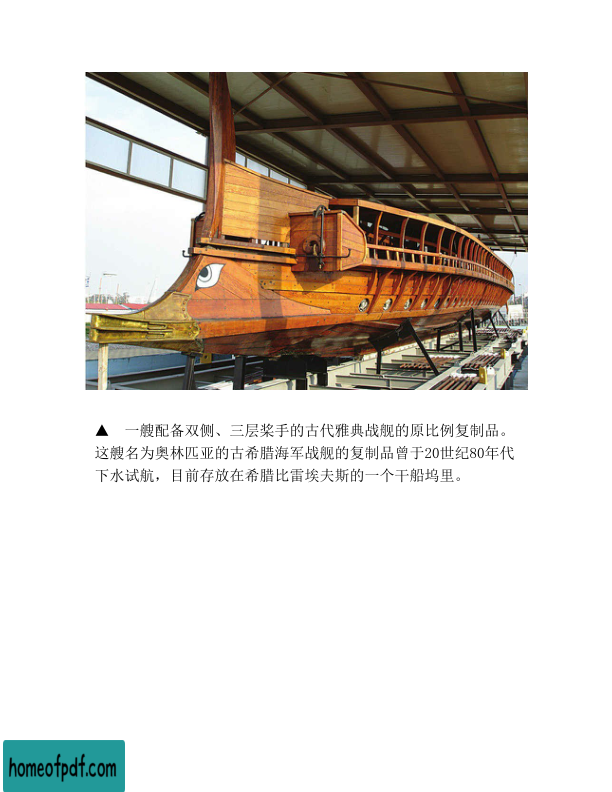 ▲ 一艘配备双侧、三层桨手的古代雅典战舰的原比例复制品。
这艘名为奥林匹亚的古希腊海军战舰的复制品曾于20世纪80年代
下水试航，目前存放在希腊比雷埃夫斯的一个干船坞里。
homeofpdf.com